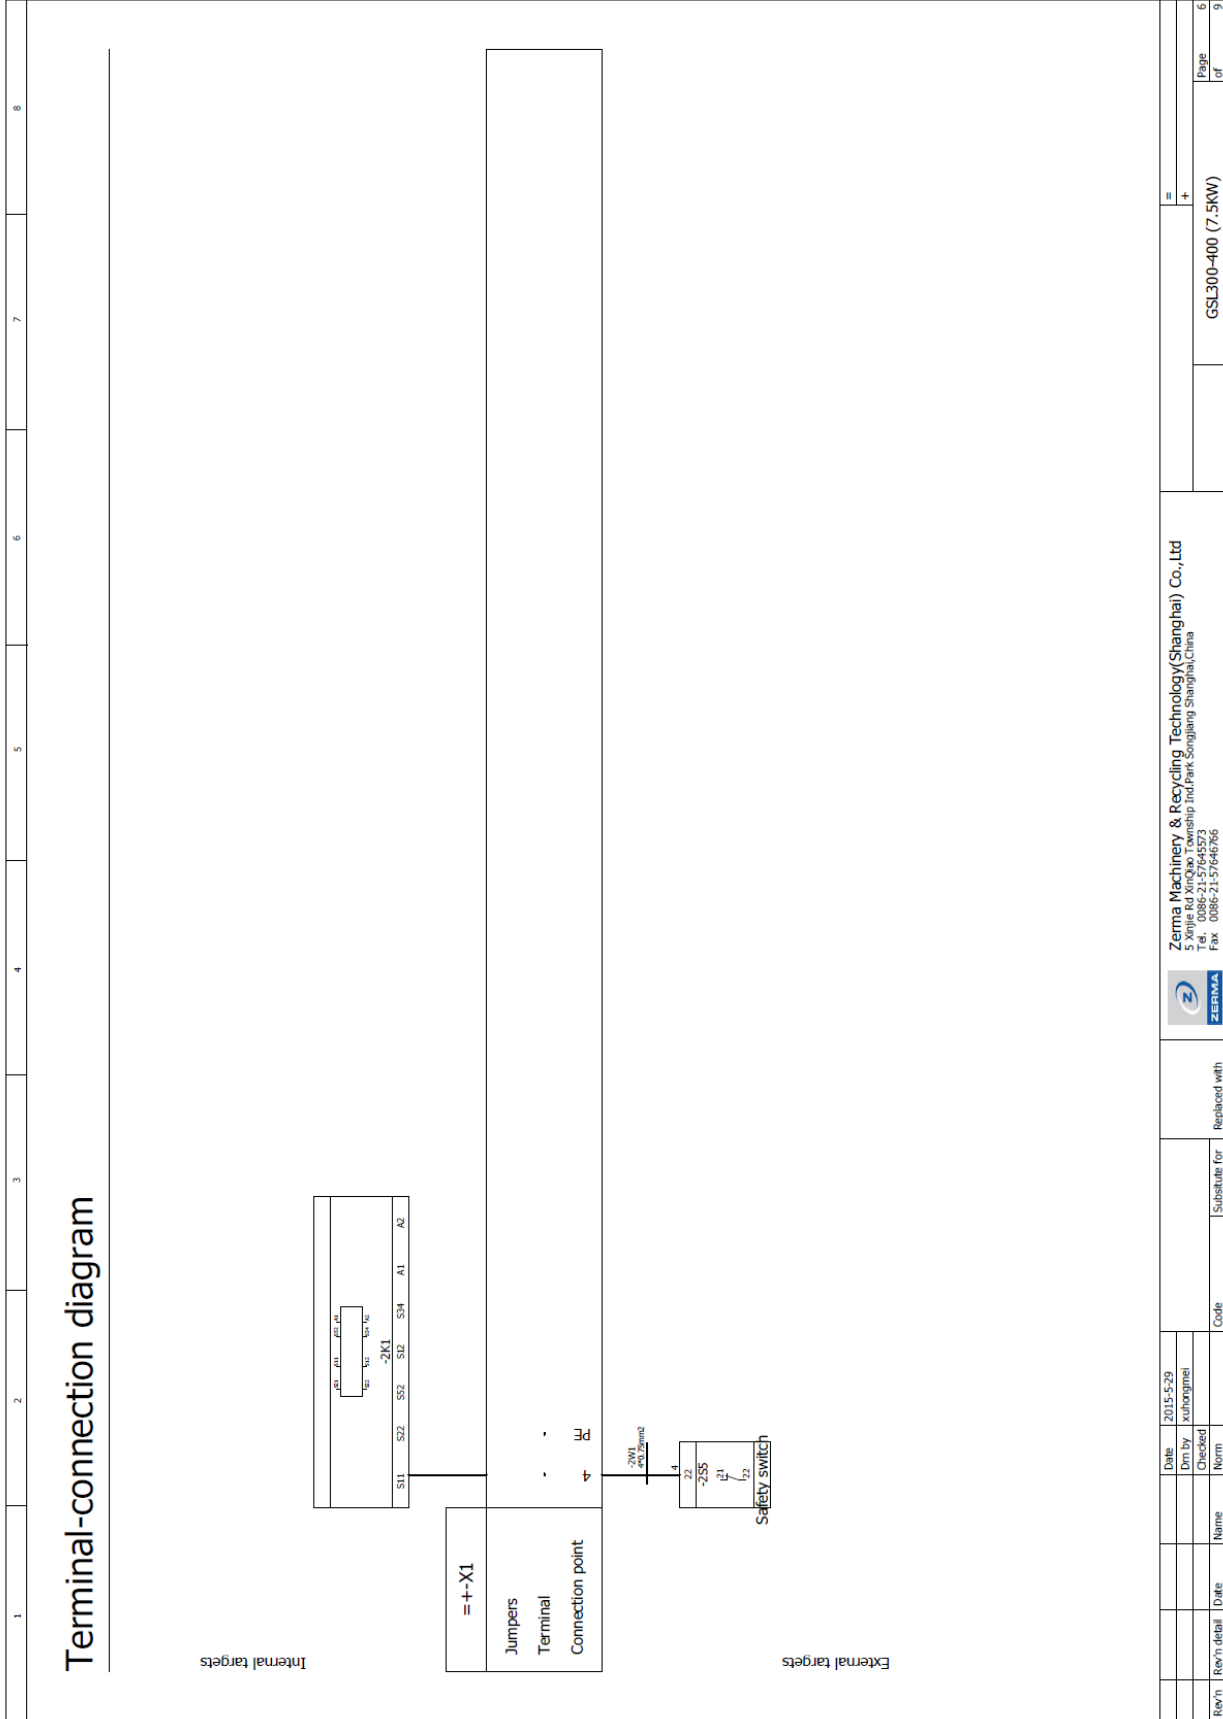 1
2
3
4
5
6
7
8
Terminal-connection diagram
Internal targets
-2K1
S11
S22
S52
S12
S34
A1
A2
=+-X1
Jumpers
Terminal
Connection point
4
PE
-2W1
4*0.75mm2
4
22
-2S5
21
22
Safety switch
External targets
Date
2015-5-29
Drn by
xuhongmei
Checked
Rev'n
Rev'n detail
Date
Name
Norm
Code
Subsitute for
Replaced with
ZERMA
Zerma Machinery & Recycling Technology(Shanghai) Co.,Ltd
5 Xinjie Rd XinQiao Township Ind.Park Songjiang Shanghai,China
Tel. 0086-21-57645573
Fax 0086-21-57646766
=
+
GSL300-400 (7.5KW)
Page 6
of 9